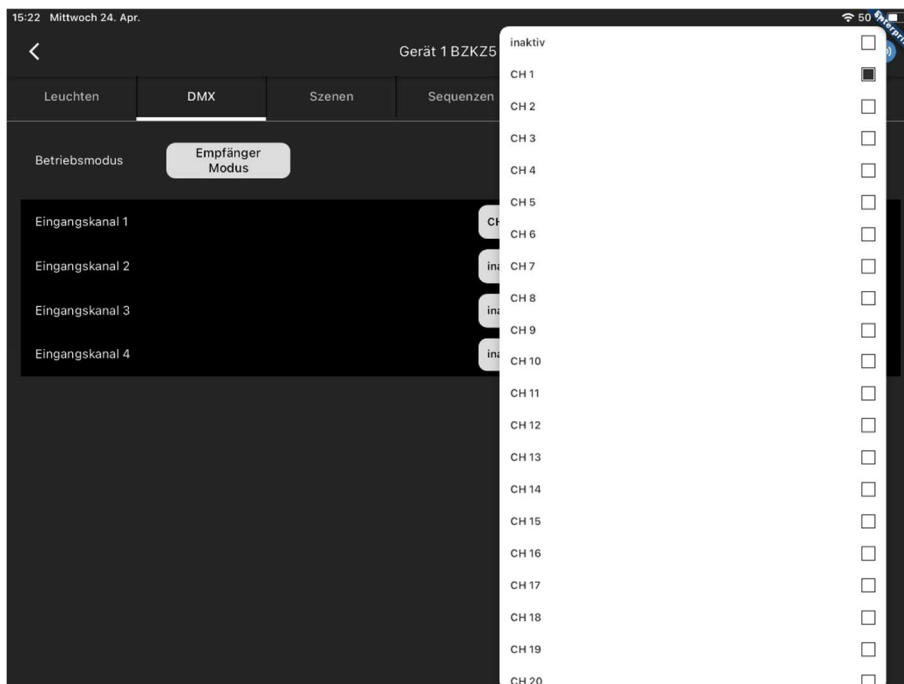 15:22 Mittwoch 24. Apr.
50
Gerät 1 BZKZ5
Leuchten
DMX
Szenen
Sequenzen
Betriebsmodus
Empfänger
Modus
Eingangskanal 1
Eingangskanal 2
Eingangskanal 3
Eingangskanal 4
inaktiv
CH 1
CH 2
CH 3
CH 4
CH 5
CH 6
CH 7
CH 8
CH 9
CH 10
CH 11
CH 12
CH 13
CH 14
CH 15
CH 16
CH 17
CH 18
CH 19
CH 20